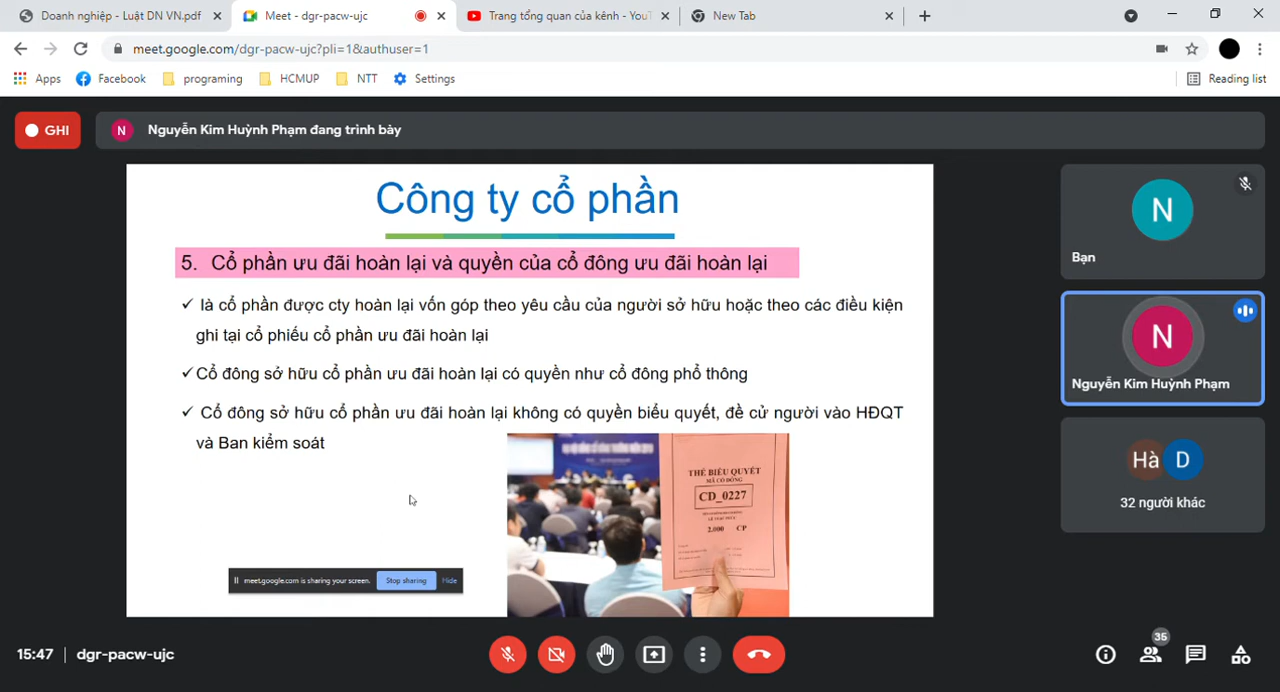 Doanh nghiệp - Luật DN VN.pdf
Meet - dgr-pacw-ujc
Trang tổng quan của kênh - YouT
New Tab
meet.google.com/dgr-pacw-ujc?pli=1&authuser=1
Apps
Facebook
programing
HCMUP
NTT
Settings
Reading list
GHI
N
Nguyễn Kim Huỳnh Phạm đang trình bày
Công ty cổ phần
5. Cổ phần ưu đãi hoàn lại và quyền của cổ đông ưu đãi hoàn lại
✓ là cổ phần được cty hoàn lại vốn góp theo yêu cầu của người sở hữu hoặc theo các điều kiện
ghi tại cổ phiếu cổ phần ưu đãi hoàn lại
✓ Cổ đông sở hữu cổ phần ưu đãi hoàn lại có quyền như cổ đông phổ thông
✓ Cổ đông sở hữu cổ phần ưu đãi hoàn lại không có quyền biểu quyết, đề cử người vào HĐQT
và Ban kiểm soát
THẺ BIỂU QUYẾT
MÃ CỔ ĐÔNG
CD_0227
2.000 CP
meet.google.com is sharing your screen.
Stop sharing
Hide
N
Bạn
N
Nguyễn Kim Huỳnh Phạm
Hà D
32 người khác
15:47
dgr-pacw-ujc
35